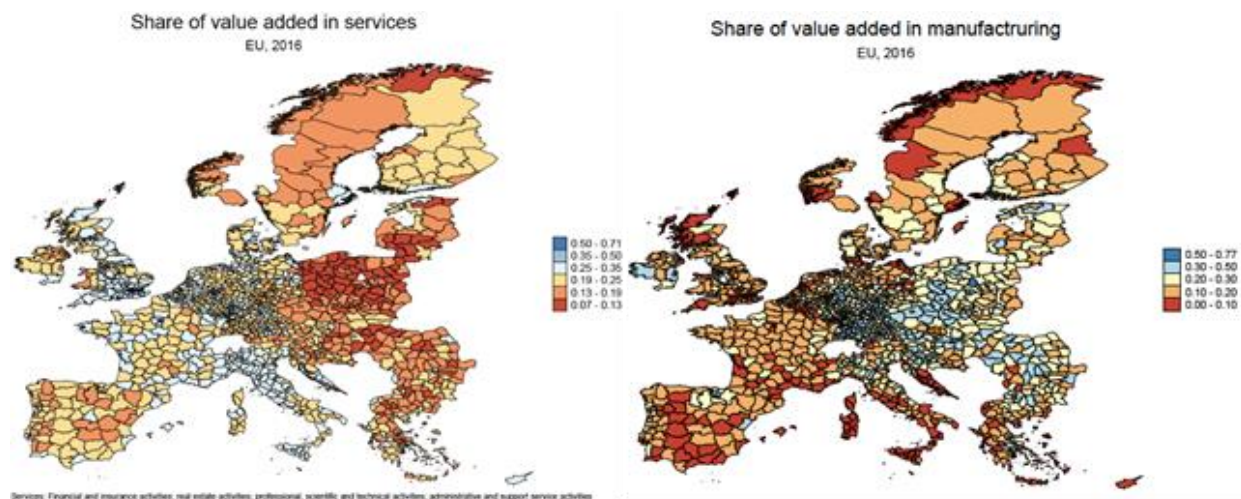 Share of value added in services
EU, 2016
0.50 - 0.71
0.35 - 0.50
0.25 - 0.35
0.19 - 0.25
0.13 - 0.19
0.07 - 0.13
Services: Financial and insurance activities; real estate activities; professional, scientific and technical activities; administrative and support service activities
Share of value added in manufactruring
EU, 2016
0.50 - 0.77
0.30 - 0.50
0.20 - 0.30
0.10 - 0.20
0.00 - 0.10